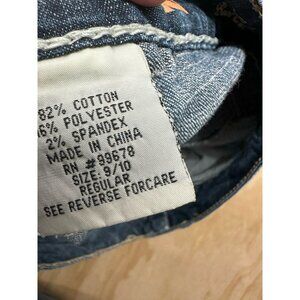 82% COTTON
16% POLYESTER
2% SPANDEX
MADE IN CHINA
RN #99678
SIZE: 9/10
REGULAR
SEE REVERSE FORCARE